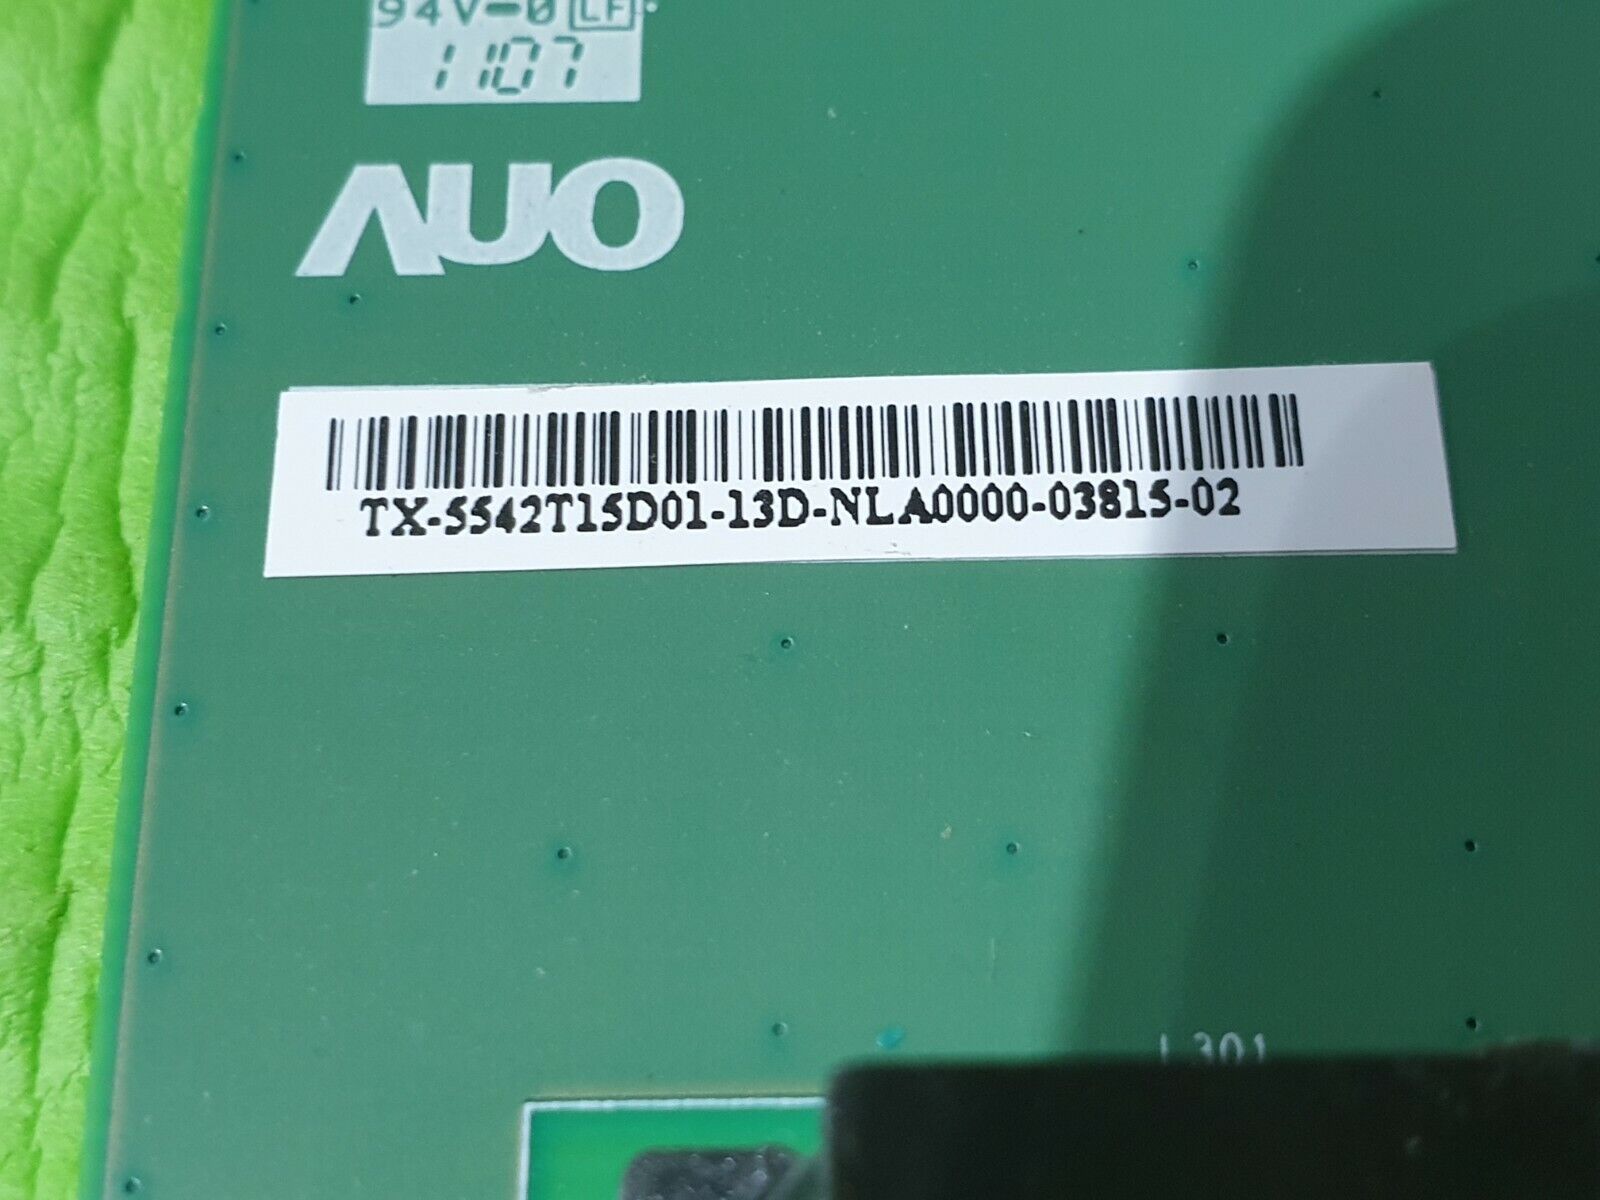 94V-0 LF
1107
AUO
TX-5542T15D01-13D-NLA0000-03815-02
L301